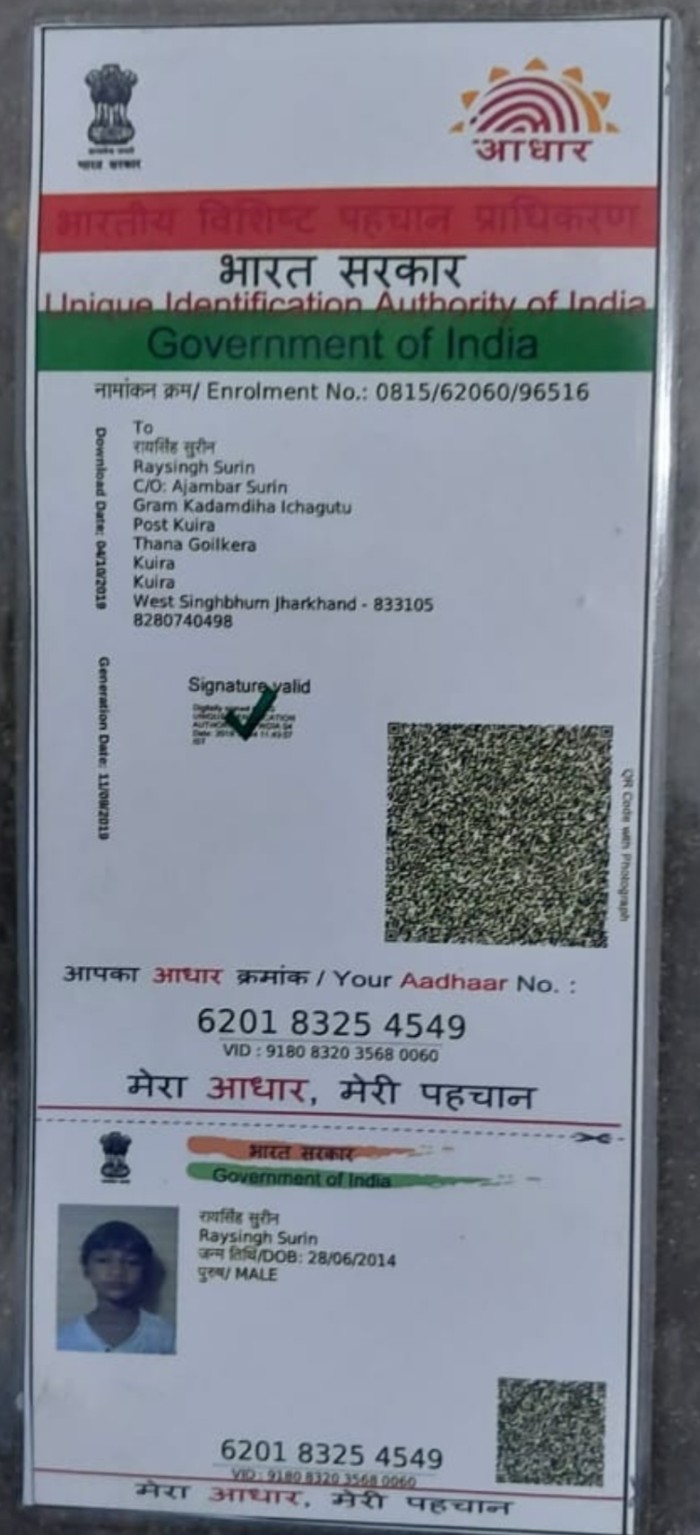 भारत सरकार
आधार
भारतीय विशिष्ट पहचान प्राधिकरण
भारत सरकार
Unique Identification Authority of India
Government of India
नामांकन क्रम/ Enrolment No.: 0815/62060/96516
To
रायसिंह सुरीन
Raysingh Surin
C/O: Ajambar Surin
Gram Kadamdiha Ichagutu
Post Kuira
Thana Goilkera
Kuira
Kuira
West Singhbhum Jharkhand - 833105
8280740498
Download Date: 04/10/2019
Generation Date: 11/09/2019
Signature valid
Digitally signed
QR Code with Photograph
आपका आधार क्रमांक / Your Aadhaar No. :
6201 8325 4549
VID : 9180 8320 3568 0060
मेरा आधार, मेरी पहचान
भारत सरकार
Government of India
रायसिंह सुरीन
Raysingh Surin
जन्म तिथि/DOB: 28/06/2014
पुरुष/ MALE
6201 8325 4549
VID : 9180 8320 3568 0060
मेरा आधार, मेरी पहचान